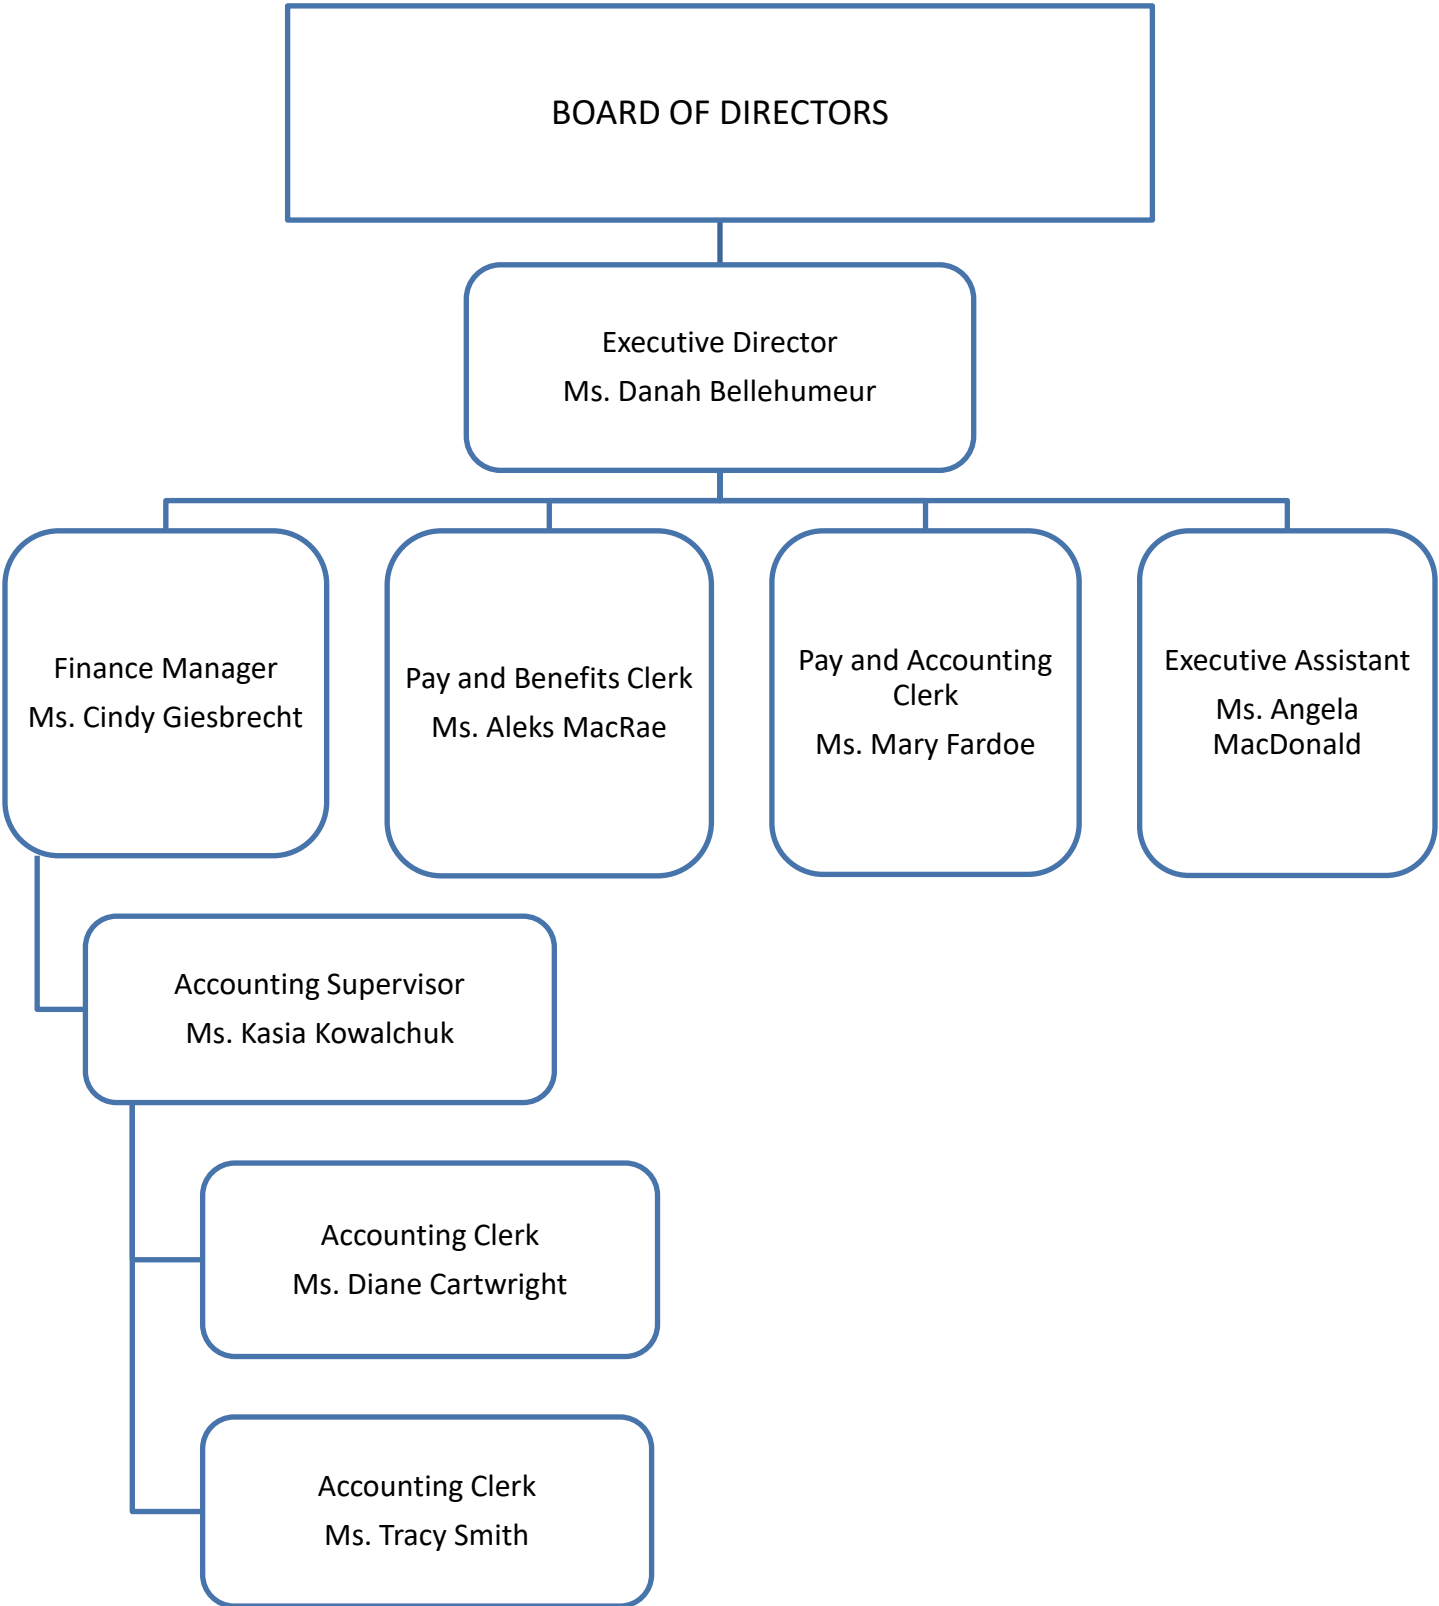 BOARD OF DIRECTORS
Executive Director
Ms. Danah Bellehumeur
Finance Manager
Ms. Cindy Giesbrecht
Pay and Benefits Clerk
Ms. Aleks MacRae
Pay and Accounting
Clerk
Ms. Mary Fardoe
Executive Assistant
Ms. Angela
MacDonald
Accounting Supervisor
Ms. Kasia Kowalchuk
Accounting Clerk
Ms. Diane Cartwright
Accounting Clerk
Ms. Tracy Smith